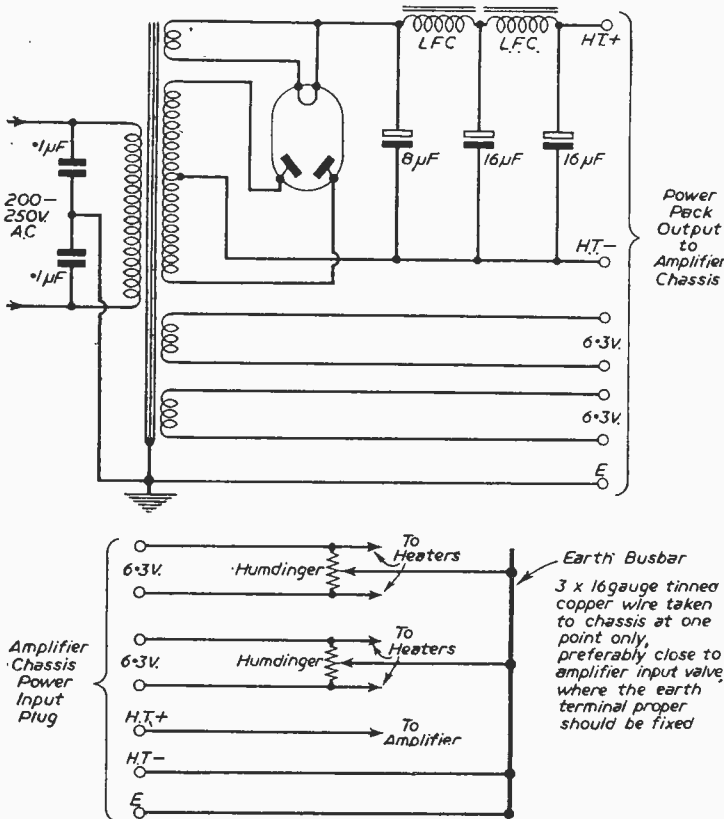 L.F.C.
L.F.C.
H.T.+
·1μF
200–
250V.
A.C
·1μF
8μF
16μF
16μF
H.T.–
Power
Pack
Output
to
Amplifier
Chassis
6·3V.
6·3V.
E
Amplifier
Chassis
Power
Input
Plug
6·3V.
Humdinger
To
Heaters
6·3V.
Humdinger
To
Heaters
H.T.+
To
Amplifier
H.T–
E
Earth Busbar
3 x 16gauge tinned
copper wire taken
to chassis at one
point only,
preferably close to
amplifier input valve,
where the earth
terminal proper
should be fixed